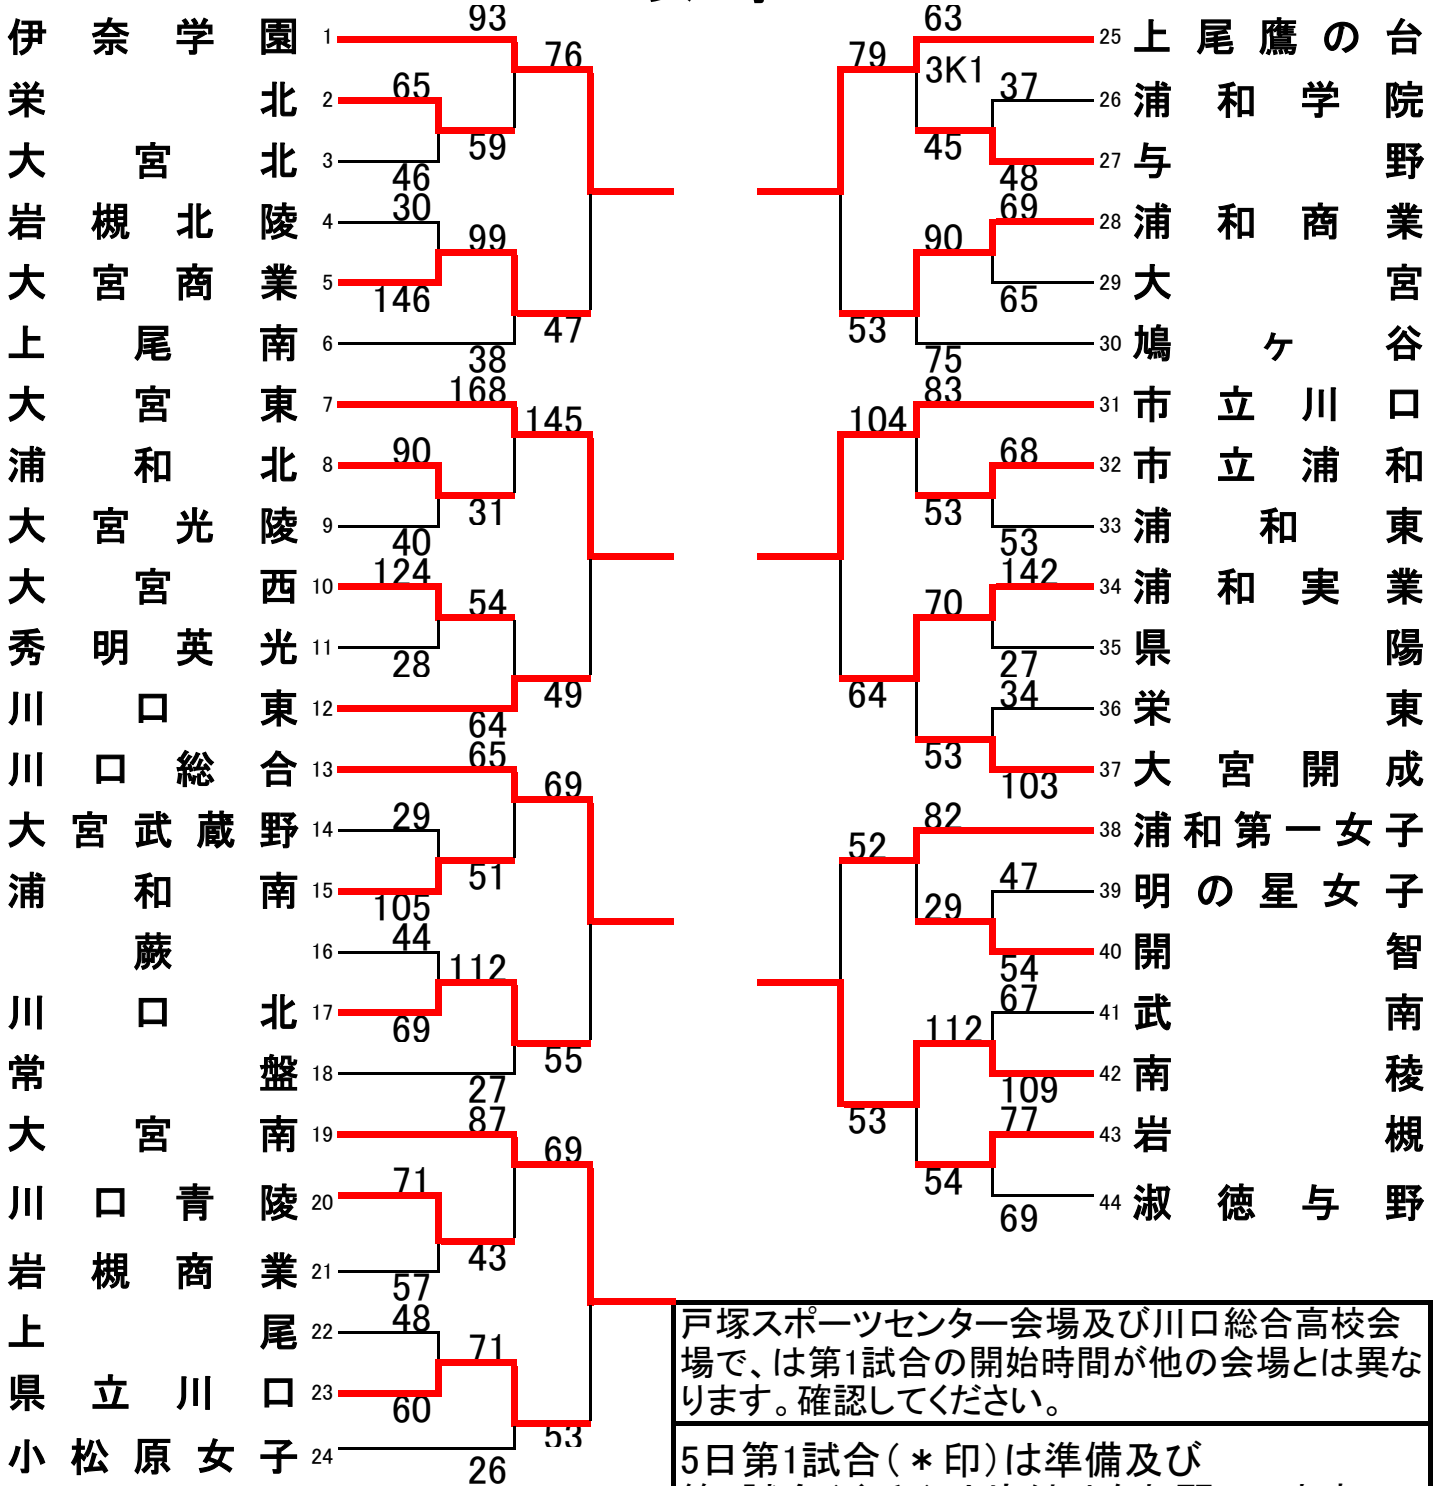 93
63
伊奈学園 1
76
79
25 上尾鷹の台
3K1
栄北 2
65
37
26 浦和学院
59
45
大宮北 3
46
48
27 与野
岩槻北陵 4
30
69
28 浦和商業
99
90
大宮商業 5
146
65
29 大宮
47
53
上尾南 6
38
75
30 鳩ヶ谷
大宮東 7
168
83
31 市立川口
145
104
浦和北 8
90
68
32 市立浦和
31
53
大宮光陵 9
40
53
33 浦和東
大宮西 10
124
142
34 浦和実業
54
70
秀明英光 11
28
27
35 県陽
49
64
川口東 12
64
34
36 栄東
川口総合 13
65
53
103
37 大宮開成
69
大宮武蔵野 14
29
82
38 浦和第一女子
52
浦和南 15
105
51
47
39 明の星女子
29
蕨 16
44
54
40 開智
112
川口北 17
69
67
41 武南
112
55
常盤 18
27
109
42 南稜
53
大宮南 19
87
77
43 岩槻
69
54
川口青陵 20
71
69
44 淑徳与野
43
岩槻商業 21
57
上尾 22
48
71
県立川口 23
60
53
小松原女子 24
26
戸塚スポーツセンター会場及び川口総合高校会
場で、は第1試合の開始時間が他の会場とは異な
ります。確認してください。
5日第1試合(*印)は準備及び